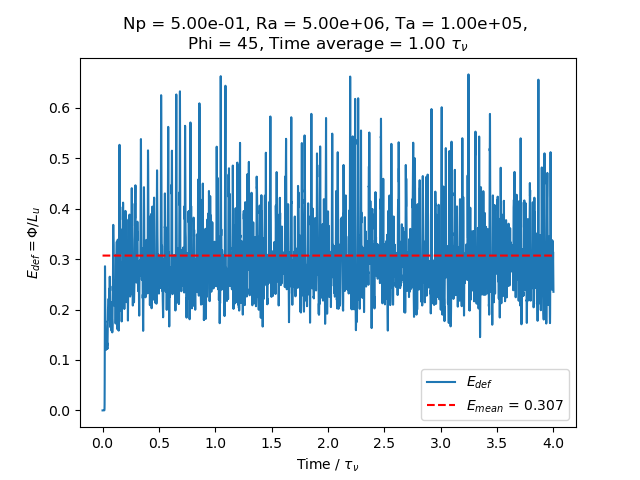 Np = 5.00e-01, Ra = 5.00e+06, Ta = 1.00e+05,
Phi = 45, Time average = 1.00 τν
E_def = Φ/L_u
0.6
0.5
0.4
0.3
0.2
0.1
0.0
E_def
E_mean = 0.307
0.0 0.5 1.0 1.5 2.0 2.5 3.0 3.5 4.0
Time / τν